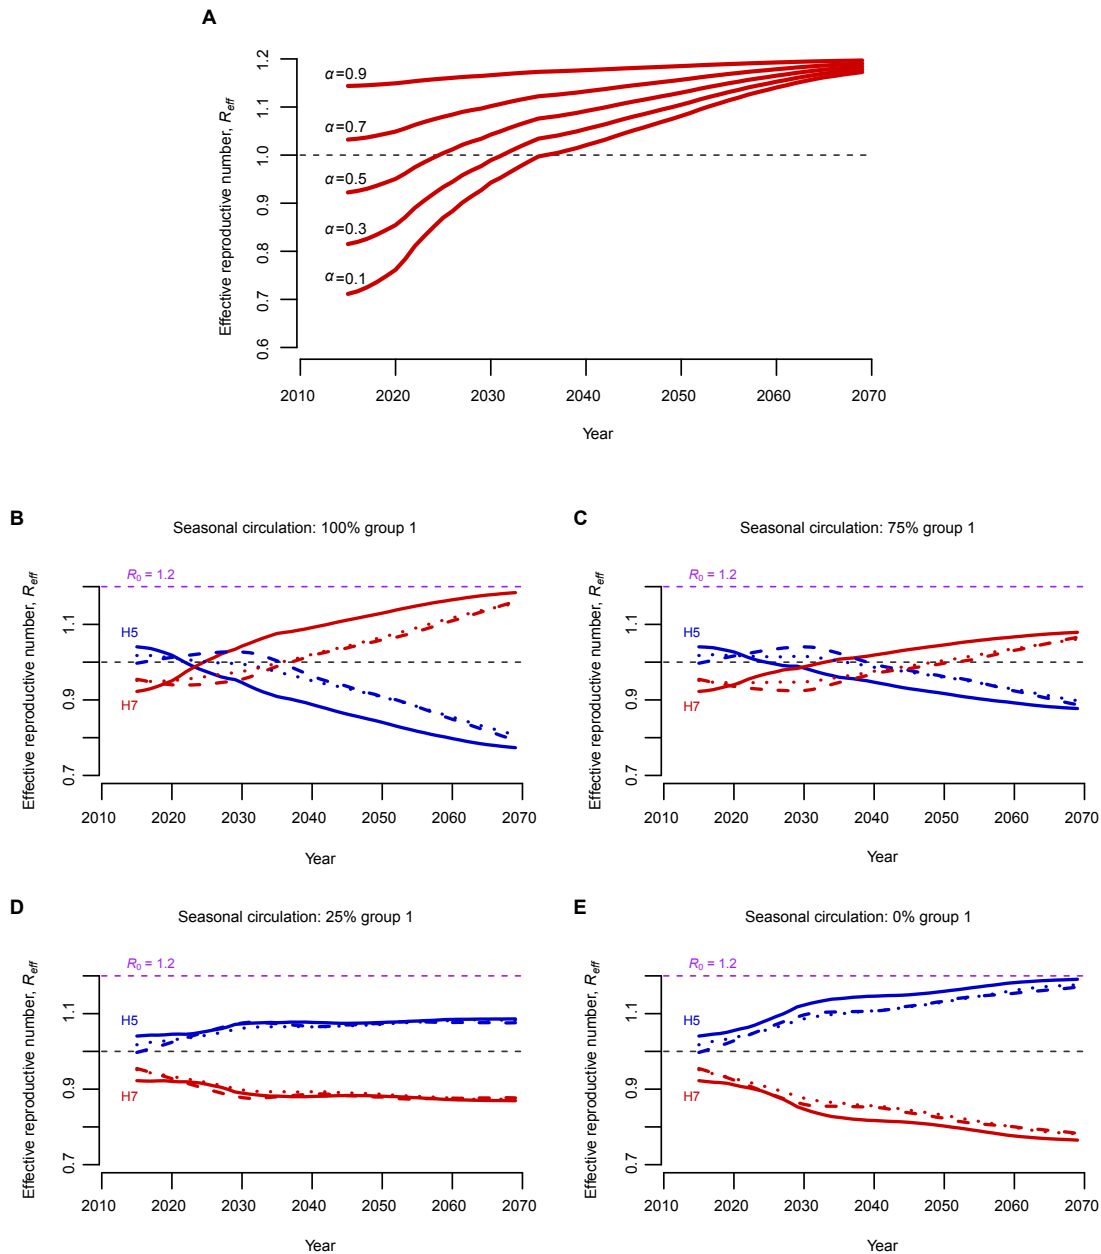 A
Effective reproductive number, Reff
1.2
1.1
1.0
0.9
0.8
0.7
0.6
α=0.9
α=0.7
α=0.5
α=0.3
α=0.1
2010 2020 2030 2040 2050 2060 2070
Year
B
Seasonal circulation: 100% group 1
Effective reproductive number, Reff
R0 = 1.2
1.1
0.9
0.7
H5
H7
2010 2020 2030 2040 2050 2060 2070
Year
C
Seasonal circulation: 75% group 1
Effective reproductive number, Reff
R0 = 1.2
1.1
0.9
0.7
H5
H7
2010 2020 2030 2040 2050 2060 2070
Year
D
Seasonal circulation: 25% group 1
Effective reproductive number, Reff
R0 = 1.2
1.1
0.9
0.7
H5
H7
2010 2020 2030 2040 2050 2060 2070
Year
E
Seasonal circulation: 0% group 1
Effective reproductive number, Reff
R0 = 1.2
1.1
0.9
0.7
H5
H7
2010 2020 2030 2040 2050 2060 2070
Year